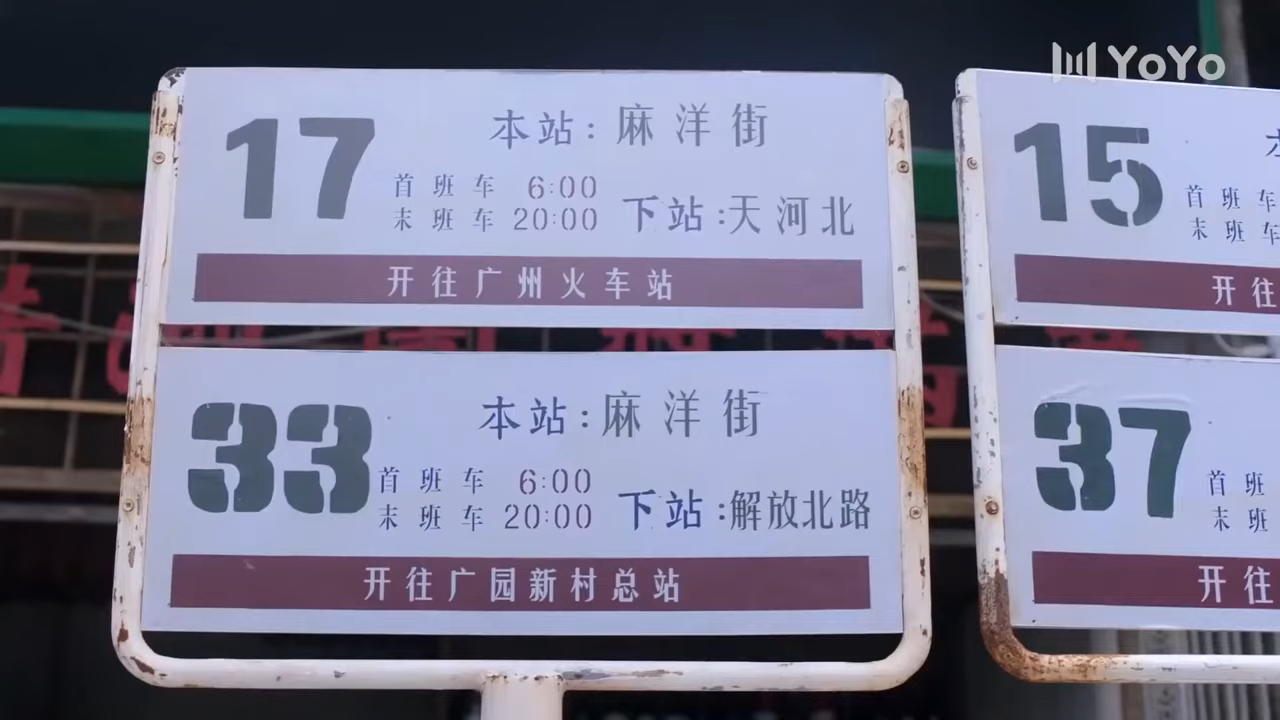 YoYo
17
本站：麻洋街
首班车 6:00
末班车 20:00
下站：天河北
开往广州火车站
33
本站：麻洋街
首班车 6:00
末班车 20:00
下站：解放北路
开往广园新村总站
15
首班车
末班车
开往
37
首班
末班
开往